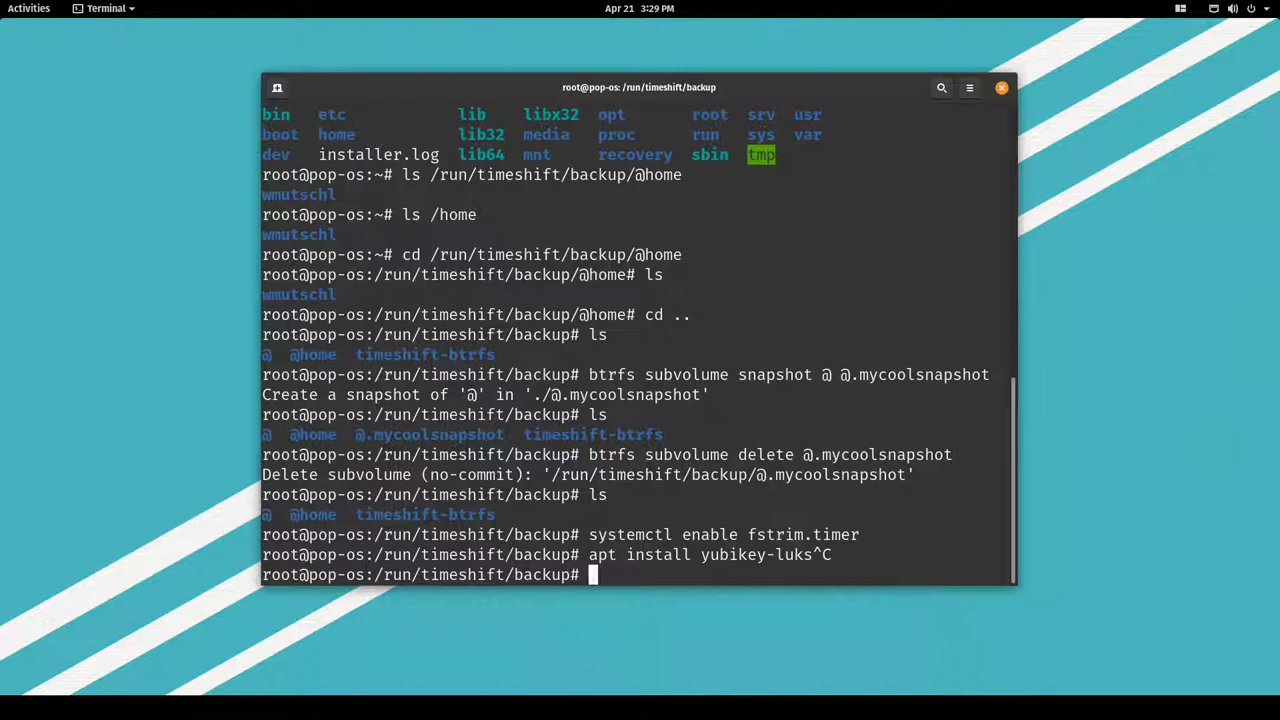 Activities Terminal Apr 21 3:29 PM
root@pop-os: /run/timeshift/backup
bin etc lib libx32 opt root srv usr
boot home lib32 media proc run sys var
dev installer.log lib64 mnt recovery sbin tmp
root@pop-os:~# ls /run/timeshift/backup/@home
wmutschl
root@pop-os:~# ls /home
wmutschl
root@pop-os:~# cd /run/timeshift/backup/@home
root@pop-os:/run/timeshift/backup/@home# ls
wmutschl
root@pop-os:/run/timeshift/backup/@home# cd ..
root@pop-os:/run/timeshift/backup# ls
@ @home timeshift-btrfs
root@pop-os:/run/timeshift/backup# btrfs subvolume snapshot @ @.mycoolsnapshot
Create a snapshot of '@' in './@.mycoolsnapshot'
root@pop-os:/run/timeshift/backup# ls
@ @home @.mycoolsnapshot timeshift-btrfs
root@pop-os:/run/timeshift/backup# btrfs subvolume delete @.mycoolsnapshot
Delete subvolume (no-commit): '/run/timeshift/backup/@.mycoolsnapshot'
root@pop-os:/run/timeshift/backup# ls
@ @home timeshift-btrfs
root@pop-os:/run/timeshift/backup# systemctl enable fstrim.timer
root@pop-os:/run/timeshift/backup# apt install yubikey-luks^C
root@pop-os:/run/timeshift/backup#